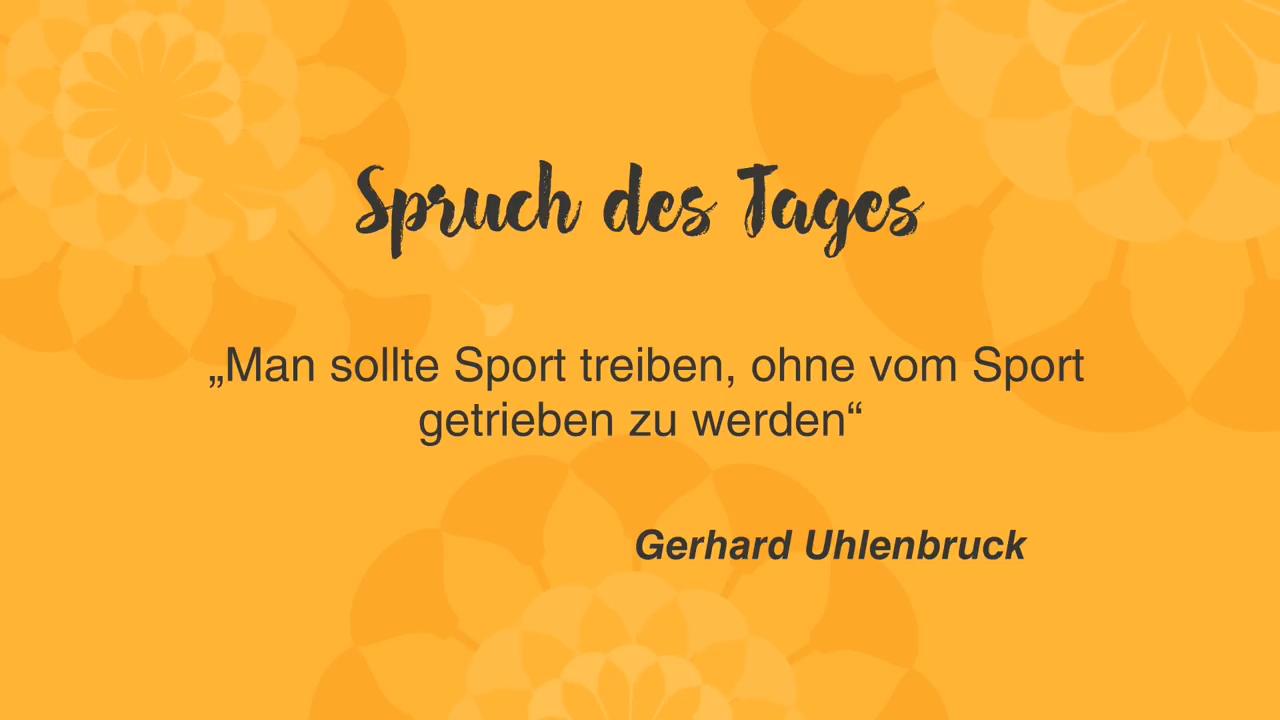 Spruch des Tages
„Man sollte Sport treiben, ohne vom Sport
getrieben zu werden“
Gerhard Uhlenbruck